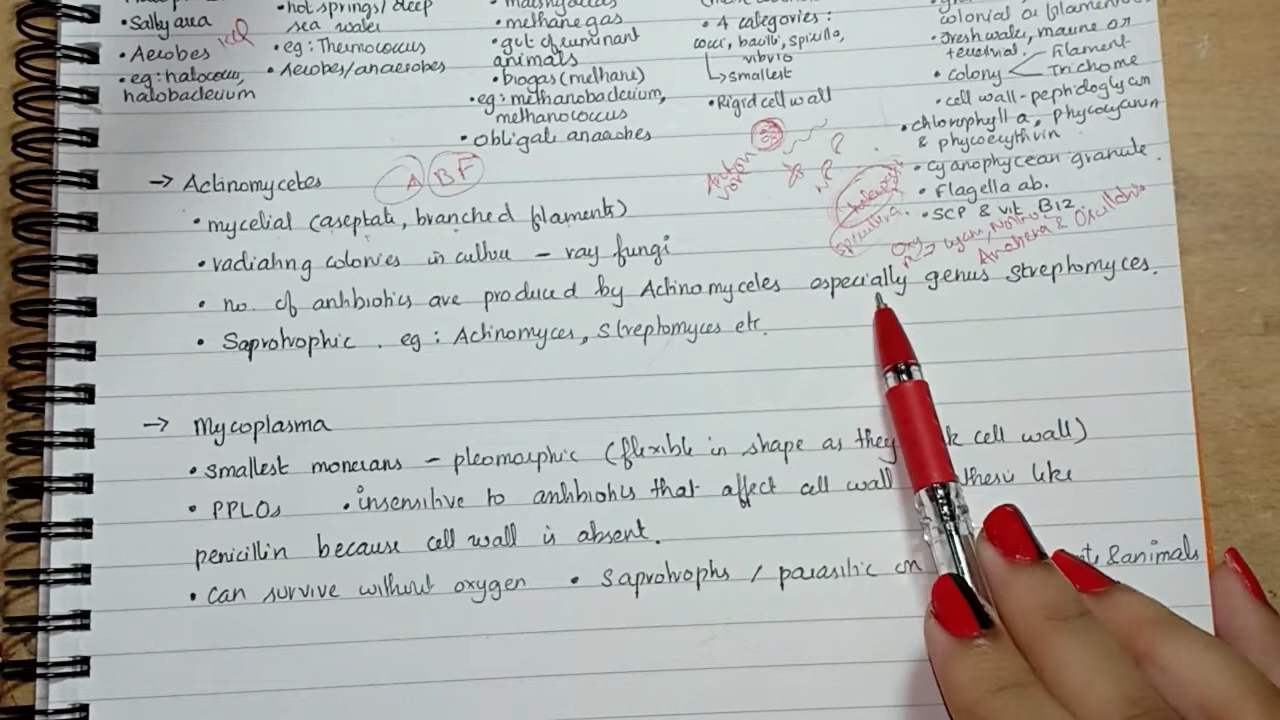 • Salty area
• Aerobes
• eg: halococcus,
halobacterium
• hot springs / deep
sea water
• eg: Thermococcus
• Aerobes/anaerobes
• methane gas
• gut of ruminant
animals
• biogas (methane)
• eg: methanobacterium,
methanococcus
• obligate anaerobes
• 4 categories:
cocci, bacilli, spirilla,
vibrio
smallest
• Rigid cell wall
colonial or filamentous
• freshwater, marine or
terrestrial.
• colony
Filament
Trichome
• cell wall - peptidoglycan
• chlorophyll a, phycocyanin
& phycoerythrin
• cyanophycean granule.
• Flagella ab.
• SCP & vit B12.
Anabena & Oscillatoria
→ Actinomycetes
A BF
• mycelial (aseptate, branched filaments)
• radiating colonies in culture - ray fungi
• no. of antibiotics are produced by Actinomycetes especially genus Streptomyces.
• Saprotrophic. eg: Actinomyces, Streptomyces etc.
→ Mycoplasma
• smallest monerans - pleomorphic (flexible in shape as they k cell wall)
• PPLOs • insensitive to antibiotics that affect cell wall thesis like
penicillin because cell wall is absent.
• can survive without oxygen • saprotrophs / parasitic on & animals